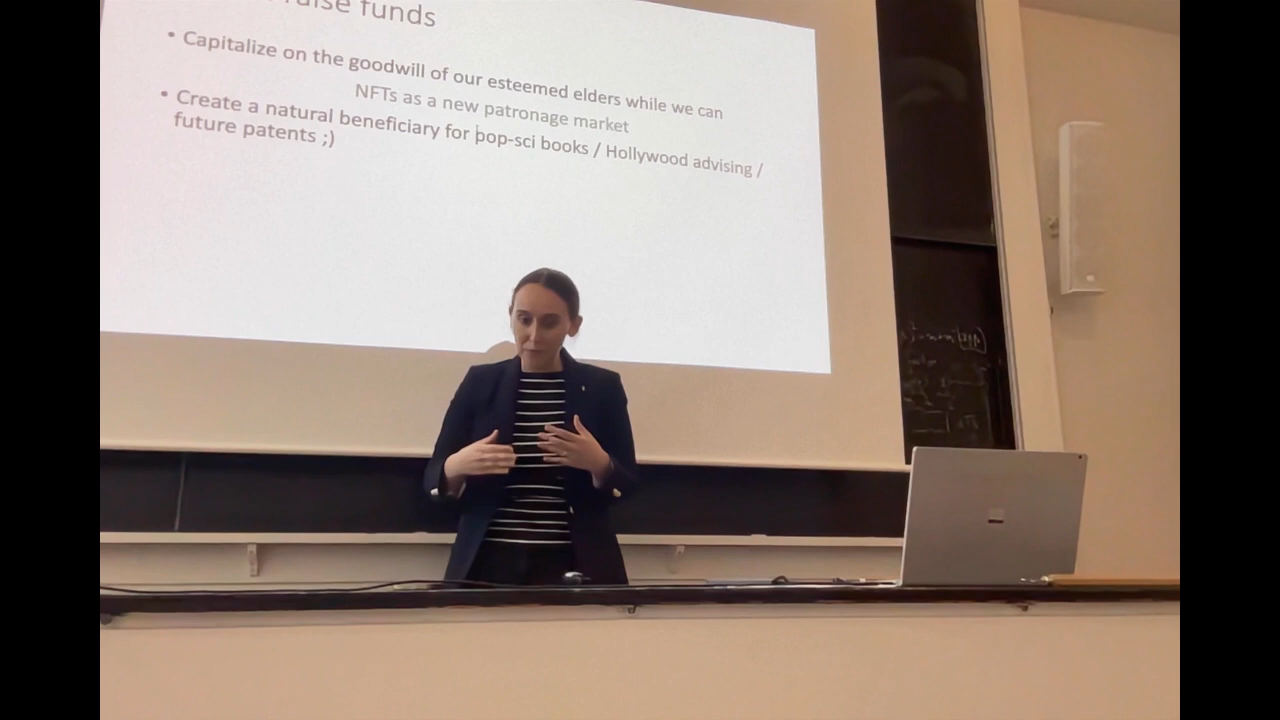 raise funds
• Capitalize on the goodwill of our esteemed elders while we can
NFTs as a new patronage market
• Create a natural beneficiary for pop-sci books / Hollywood advising /
future patents ;)